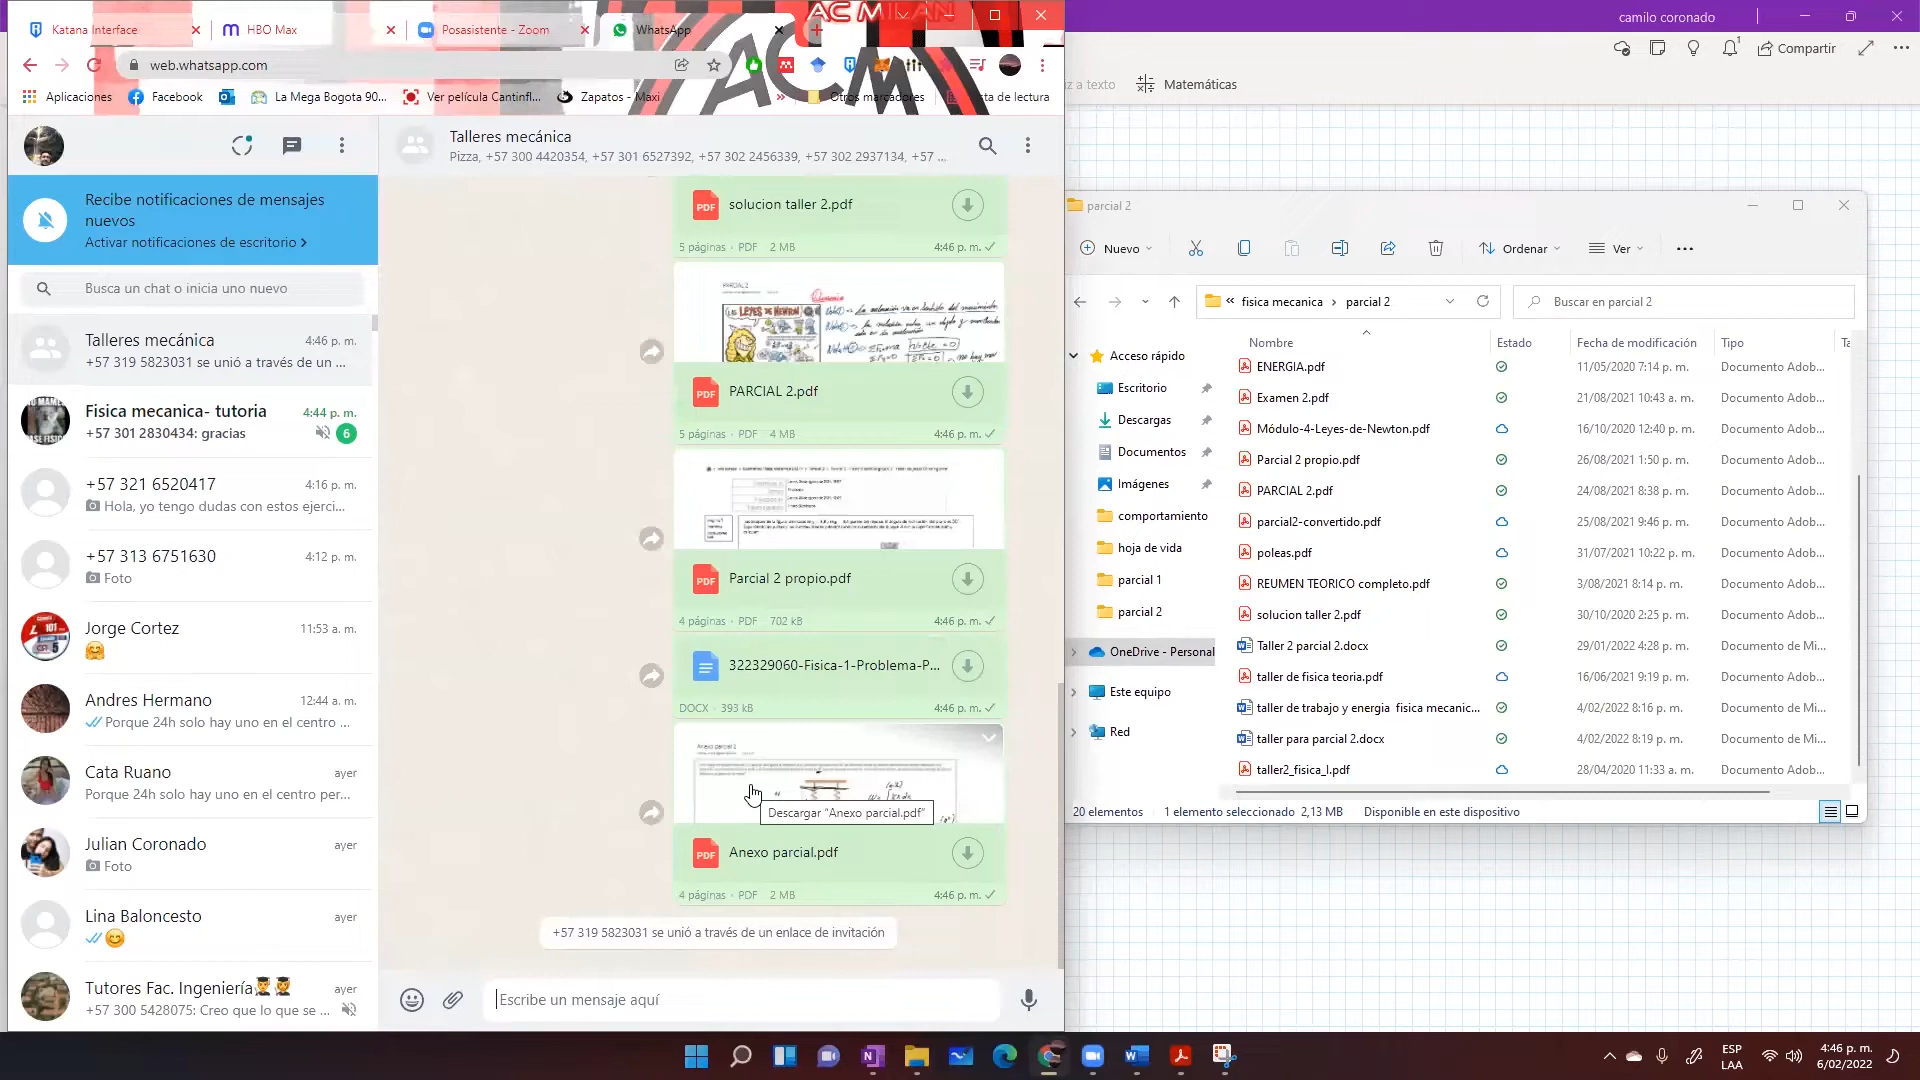 Katana Interface
HBO Max
Posasistente - Zoom
WhatsApp
AC MILAN
camilo coronado
web.whatsapp.com
Compartir
Aplicaciones
Facebook
La Mega Bogota 90...
Ver película Cantinfl...
Zapatos - Maxi
»
Otros marcadores
sta de lectura
z a texto
Matemáticas
Talleres mecánica
Pizza, +57 300 4420354, +57 301 6527392, +57 302 2456339, +57 302 2937134, +57 ...
Recibe notificaciones de mensajes
nuevos
Activar notificaciones de escritorio >
Busca un chat o inicia uno nuevo
Talleres mecánica
4:46 p. m.
+57 319 5823031 se unió a través de un ...
Fisica mecanica- tutoria
4:44 p. m.
+57 301 2830434: gracias
6
+57 321 6520417
4:16 p. m.
Hola, yo tengo dudas con estos ejerci...
+57 313 6751630
4:12 p. m.
Foto
Jorge Cortez
11:53 a. m.
Andres Hermano
12:44 a. m.
Porque 24h solo hay uno en el centro ...
Cata Ruano
ayer
Porque 24h solo hay uno en el centro per...
Julian Coronado
ayer
Foto
Lina Baloncesto
ayer
Tutores Fac. Ingeniería
ayer
+57 300 5428075: Creo que lo que se ...
PDF
solucion taller 2.pdf
5 páginas · PDF 2 MB
4:46 p. m.
PARCIAL 2
Dinamica
LAS LEYES DE NEWTON
PDF
PARCIAL 2.pdf
5 páginas · PDF 4 MB
4:46 p. m.
PDF
Parcial 2 propio.pdf
4 páginas · PDF 702 kB
4:46 p. m.
322329060-Fisica-1-Problema-P...
DOCX · 393 kB
4:46 p. m.
Anexo parcial 2
Descargar "Anexo parcial.pdf"
PDF
Anexo parcial.pdf
4 páginas · PDF 2 MB
4:46 p. m.
+57 319 5823031 se unió a través de un enlace de invitación
Escribe un mensaje aquí
parcial 2
Nuevo
Ordenar
Ver
« fisica mecanica > parcial 2
Buscar en parcial 2
Acceso rápido
Escritorio
Descargas
Documentos
Imágenes
comportamiento
hoja de vida
parcial 1
parcial 2
OneDrive - Personal
Este equipo
Red
Nombre Estado Fecha de modificación Tipo Ta
ENERGIA.pdf 11/05/2020 7:14 p. m. Documento Adob...
Examen 2.pdf 21/08/2021 10:43 a. m. Documento Adob...
Módulo-4-Leyes-de-Newton.pdf 16/10/2020 12:40 p. m. Documento Adob...
Parcial 2 propio.pdf 26/08/2021 1:50 p. m. Documento Adob...
PARCIAL 2.pdf 24/08/2021 8:38 p. m. Documento Adob...
parcial2-convertido.pdf 25/08/2021 9:46 p. m. Documento Adob...
poleas.pdf 31/07/2021 10:22 p. m. Documento Adob...
REUMEN TEORICO completo.pdf 3/08/2021 8:14 p. m. Documento Adob...
solucion taller 2.pdf 30/10/2020 2:25 p. m. Documento Adob...
Taller 2 parcial 2.docx 29/01/2022 4:28 p. m. Documento de Mi...
taller de fisica teoria.pdf 16/06/2021 9:19 p. m. Documento Adob...
taller de trabajo y energia fisica mecanic... 4/02/2022 8:16 p. m. Documento de Mi...
taller para parcial 2.docx 4/02/2022 8:19 p. m. Documento de Mi...
taller2_fisica_I.pdf 28/04/2020 11:33 a. m. Documento Adob...
20 elementos 1 elemento seleccionado 2,13 MB Disponible en este dispositivo
ESP
LAA
4:46 p. m.
6/02/2022